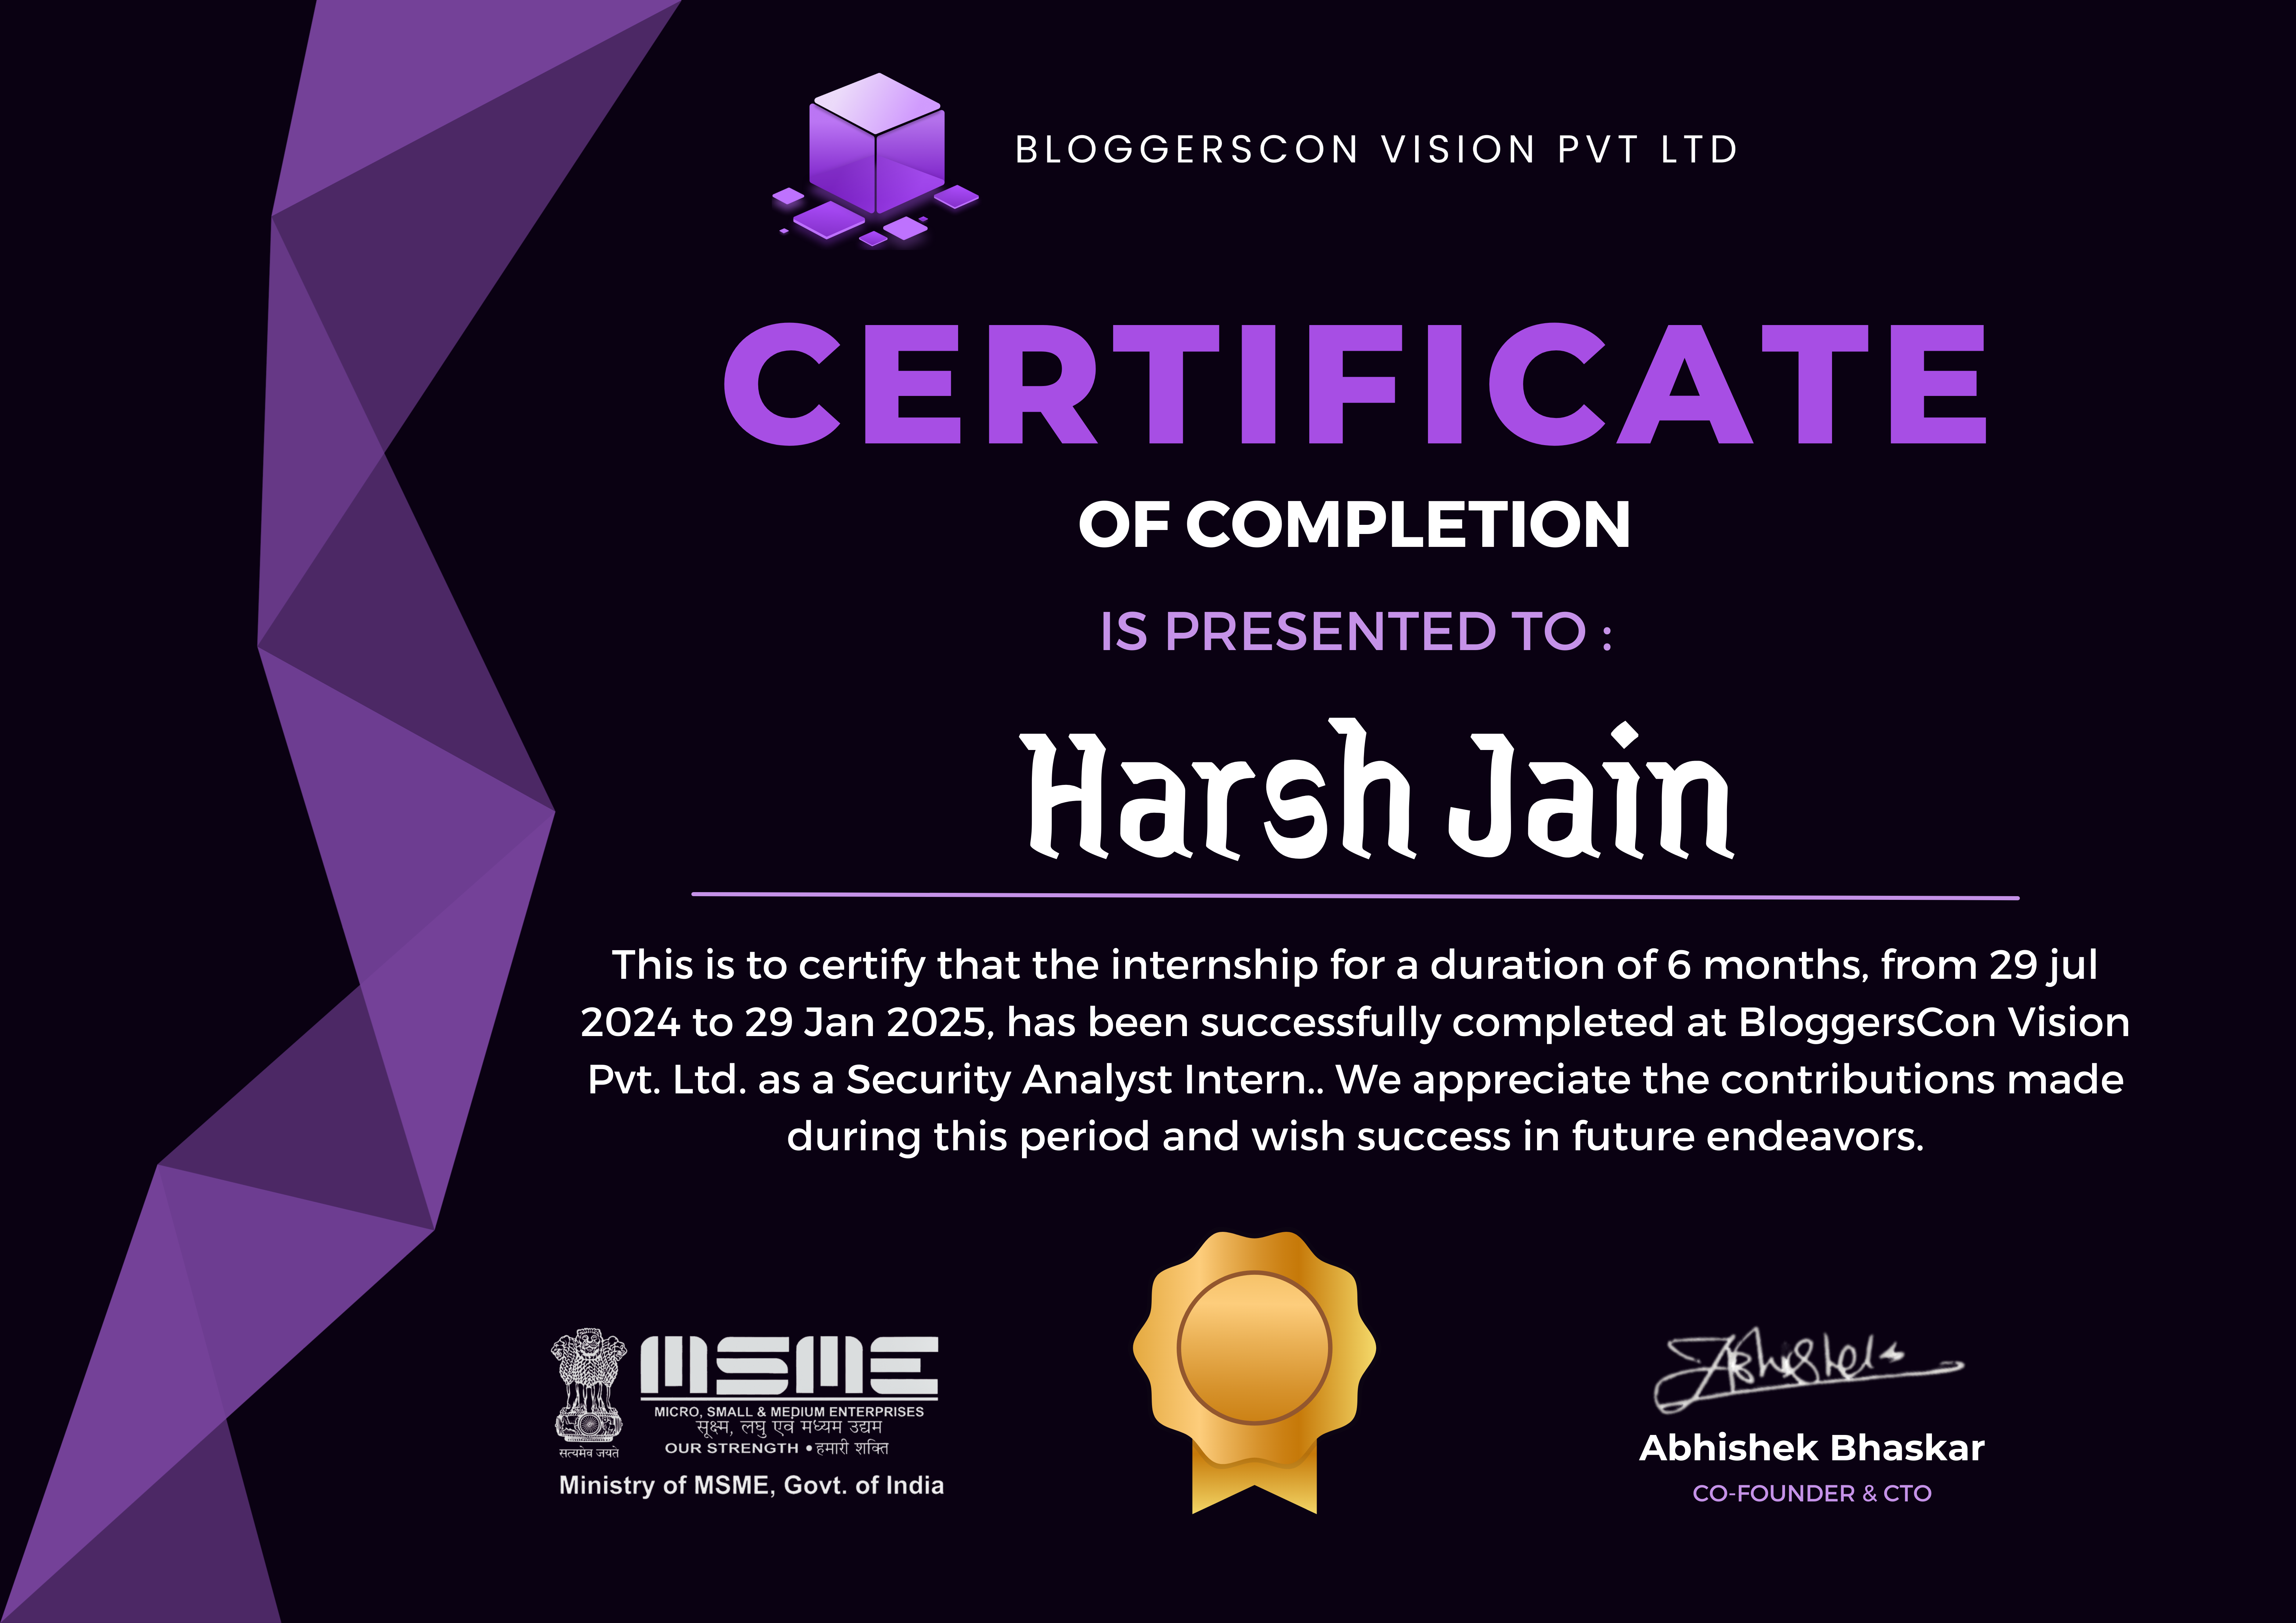 BLOGGERSCON VISION PVT LTD
CERTIFICATE
OF COMPLETION
IS PRESENTED TO :
Harsh Jain
This is to certify that the internship for a duration of 6 months, from 29 jul
2024 to 29 Jan 2025, has been successfully completed at BloggersCon Vision
Pvt. Ltd. as a Security Analyst Intern.. We appreciate the contributions made
during this period and wish success in future endeavors.
MSME
MICRO, SMALL & MEDIUM ENTERPRISES
सूक्ष्म, लघु एवं मध्यम उद्यम
OUR STRENGTH • हमारी शक्ति
सत्यमेव जयते
Ministry of MSME, Govt. of India
Abhishek
Abhishek Bhaskar
CO-FOUNDER & CTO